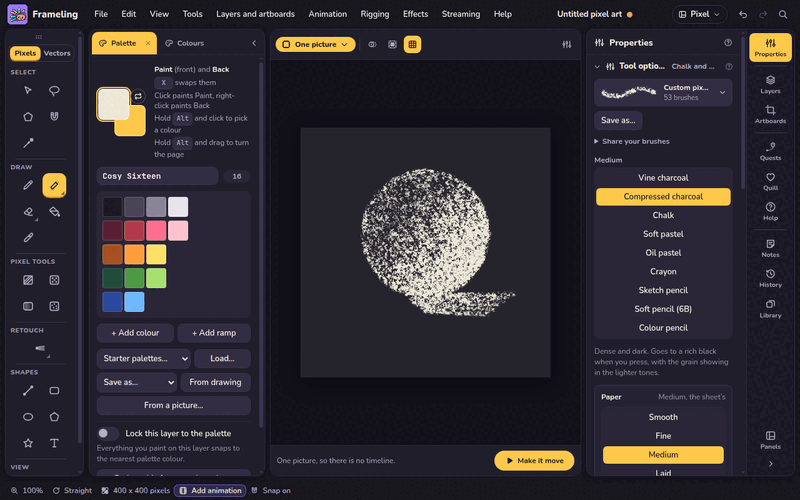 Frameling
File
Edit
View
Tools
Layers and artboards
Animation
Rigging
Effects
Streaming
Help
Untitled pixel art
Pixel
Pixels
Vectors
SELECT
DRAW
PIXEL TOOLS
RETOUCH
SHAPES
VIEW
Palette
Colours
Paint (front) and Back
X swaps them
Click paints Paint, right-
click paints Back
Hold Alt and click to pick
a colour
Hold Alt and drag to turn
the page
Cosy Sixteen
16
+ Add colour
+ Add ramp
Starter palettes...
Load...
Save as...
From drawing
From a picture...
Lock this layer to the palette
Everything you paint on this layer snaps to
the nearest palette colour.
One picture
One picture, so there is no timeline.
Make it move
Properties
Tool optio...
Chalk and ...
Custom pix...
53 brushes
Save as...
Share your brushes
Medium
Vine charcoal
Compressed charcoal
Chalk
Soft pastel
Oil pastel
Crayon
Sketch pencil
Soft pencil (6B)
Colour pencil
Dense and dark. Goes to a rich black
when you press, with the grain showing
in the lighter tones.
Paper
Medium, the sheet's
Smooth
Fine
Medium
Laid
Properties
Layers
Artboards
Quests
Quill
Help
Notes
History
Library
Panels
100%
Straight
400 x 400 pixels
Add animation
Snap on